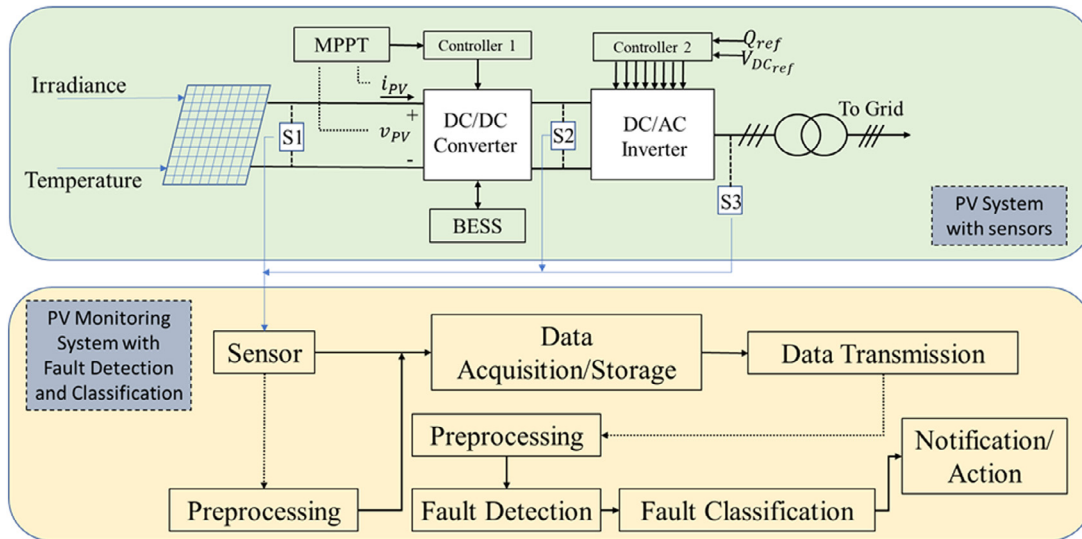 MPPT
Controller 1
Controller 2
Q_ref
V_DC_ref
Irradiance
i_PV
+
S1
v_PV
-
DC/DC
Converter
S2
DC/AC
Inverter
To Grid
Temperature
BESS
S3
PV System
with sensors
PV Monitoring
System with
Fault Detection
and Classification
Sensor
Data
Acquisition/Storage
Data Transmission
Preprocessing
Notification/
Action
Preprocessing
Fault Detection
Fault Classification